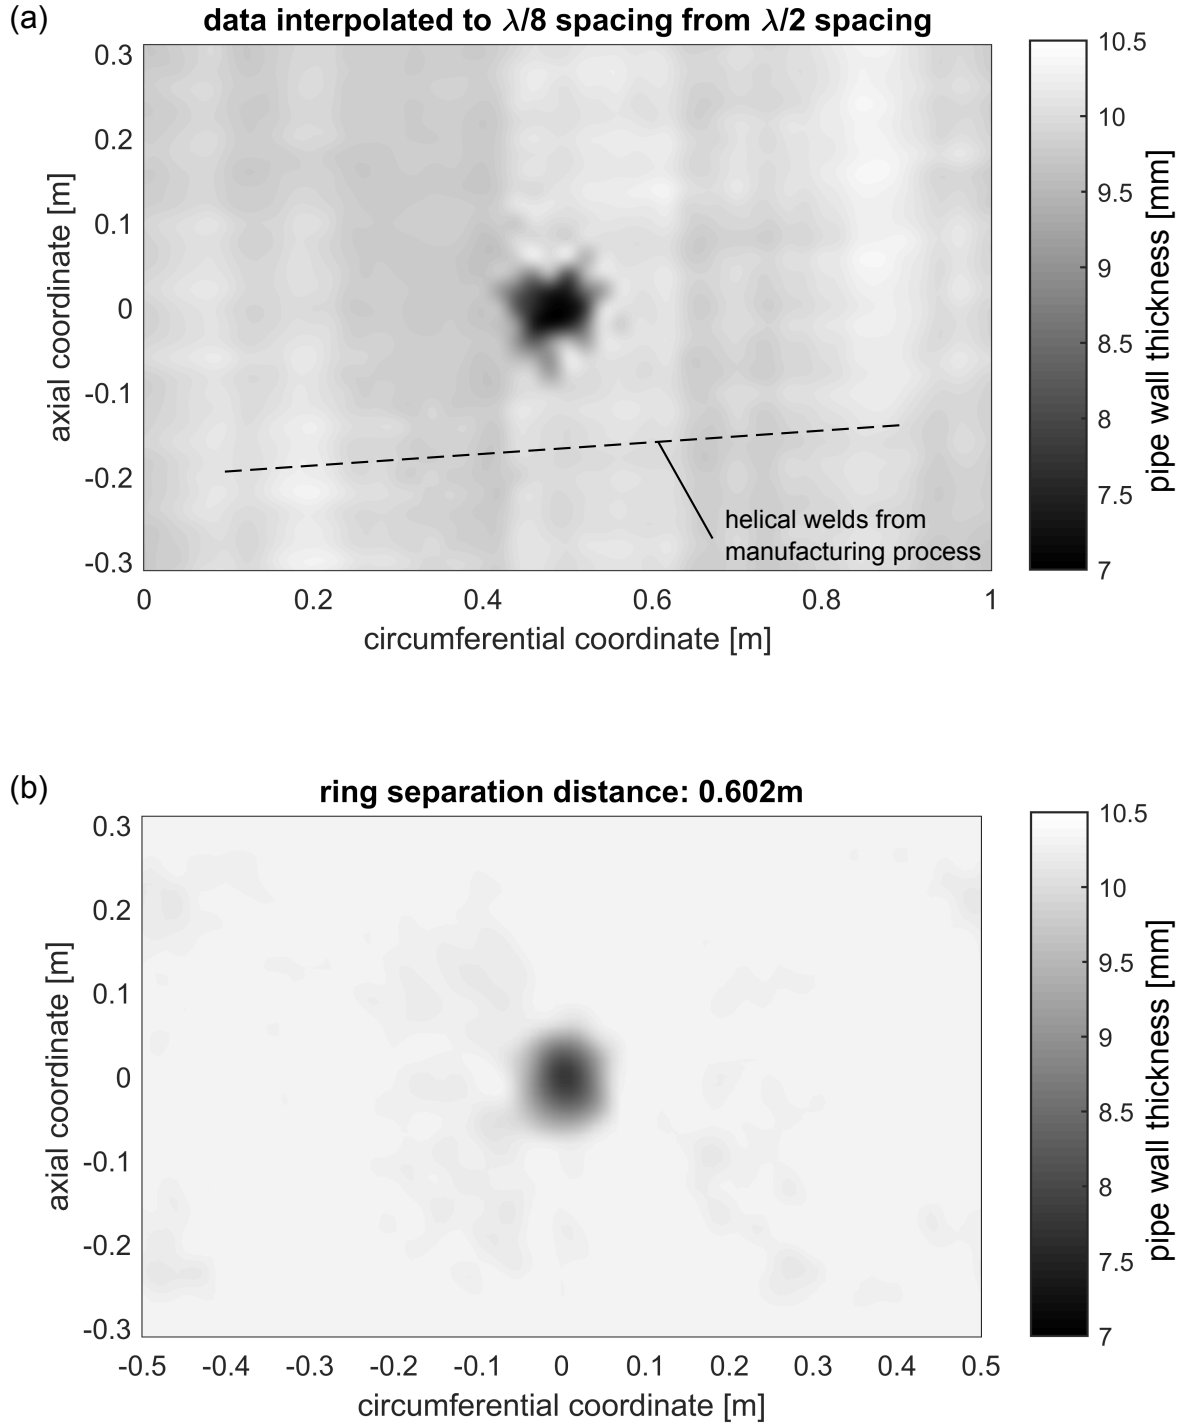 (a)
data interpolated to λ/8 spacing from λ/2 spacing
0.3
0.2
0.1
0
-0.1
-0.2
-0.3
axial coordinate [m]
helical welds from
manufacturing process
0 0.2 0.4 0.6 0.8 1
circumferential coordinate [m]
10.5
10
9.5
9
8.5
8
7.5
7
pipe wall thickness [mm]
(b)
ring separation distance: 0.602m
0.3
0.2
0.1
0
-0.1
-0.2
-0.3
axial coordinate [m]
-0.5 -0.4 -0.3 -0.2 -0.1 0 0.1 0.2 0.3 0.4 0.5
circumferential coordinate [m]
10.5
10
9.5
9
8.5
8
7.5
7
pipe wall thickness [mm]